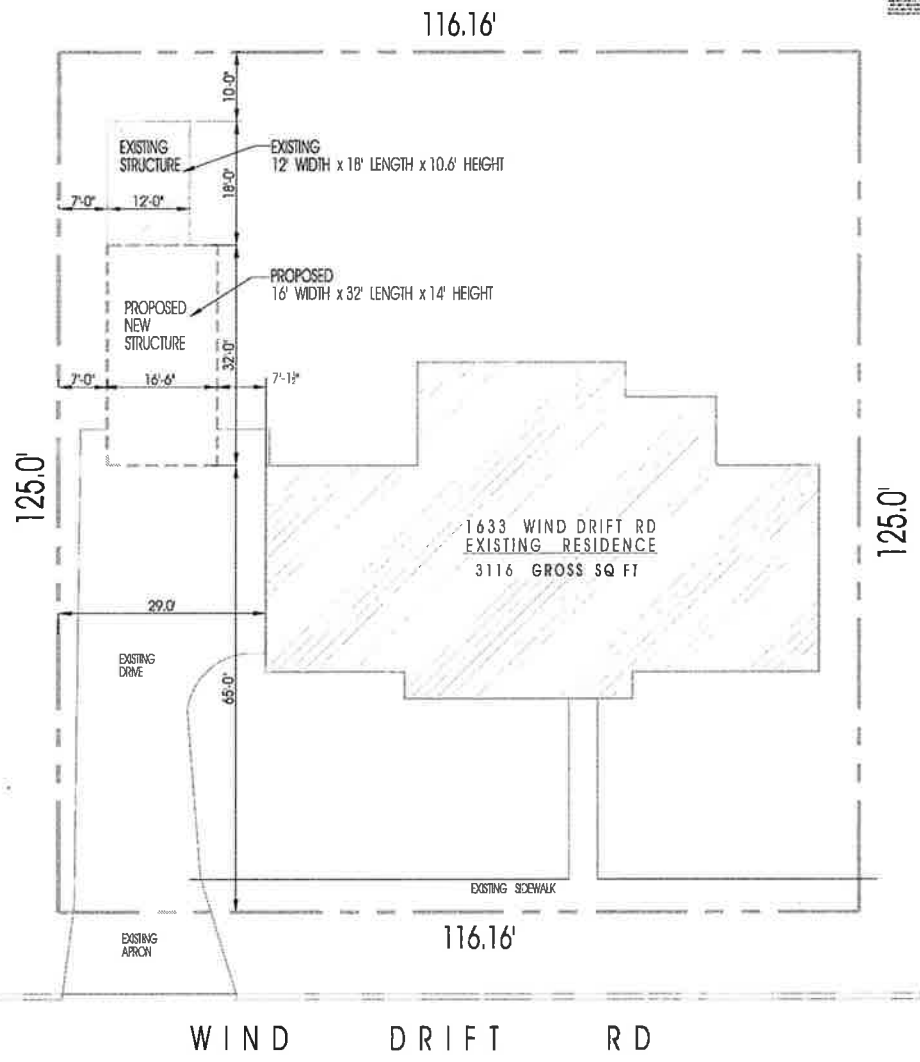 116.16'
10'-0"
EXISTING
STRUCTURE
EXISTING
12' WIDTH x 18' LENGTH x 10.6' HEIGHT
18'-0"
7'-0"
12'-0"
PROPOSED
16' WIDTH x 32' LENGTH x 14' HEIGHT
PROPOSED
NEW
STRUCTURE
32'-0"
7'-0"
16'-6"
7'-1½"
125.0'
125.0'
1633 WIND DRIFT RD
EXISTING RESIDENCE
3116 GROSS SQ FT
29.0'
EXISTING
DRIVE
65'-0"
EXISTING SIDEWALK
EXISTING
APRON
116.16'
WIND DRIFT RD